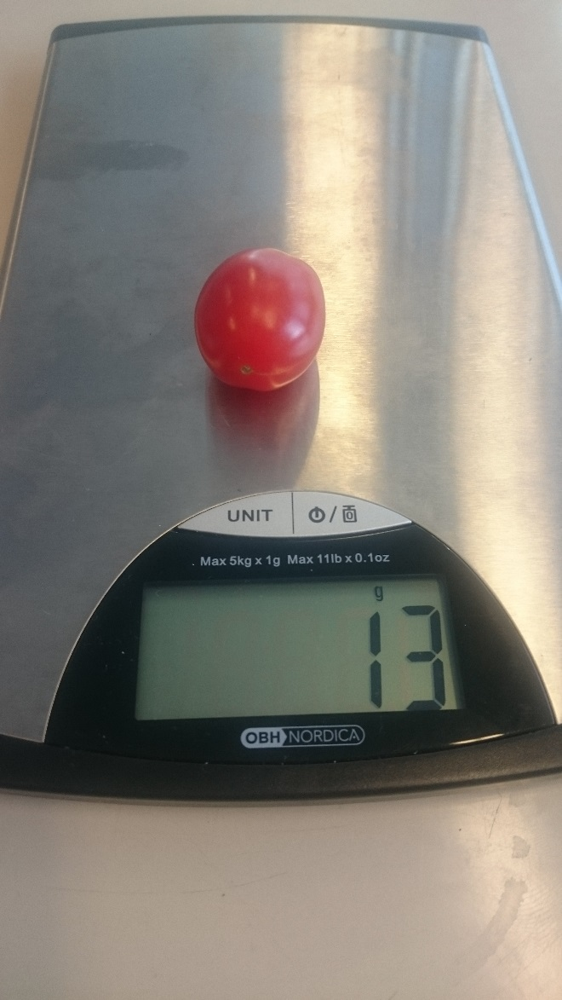 UNIT
Max 5kg x 1g Max 11lb x 0.1oz
g
13
OBH NORDICA